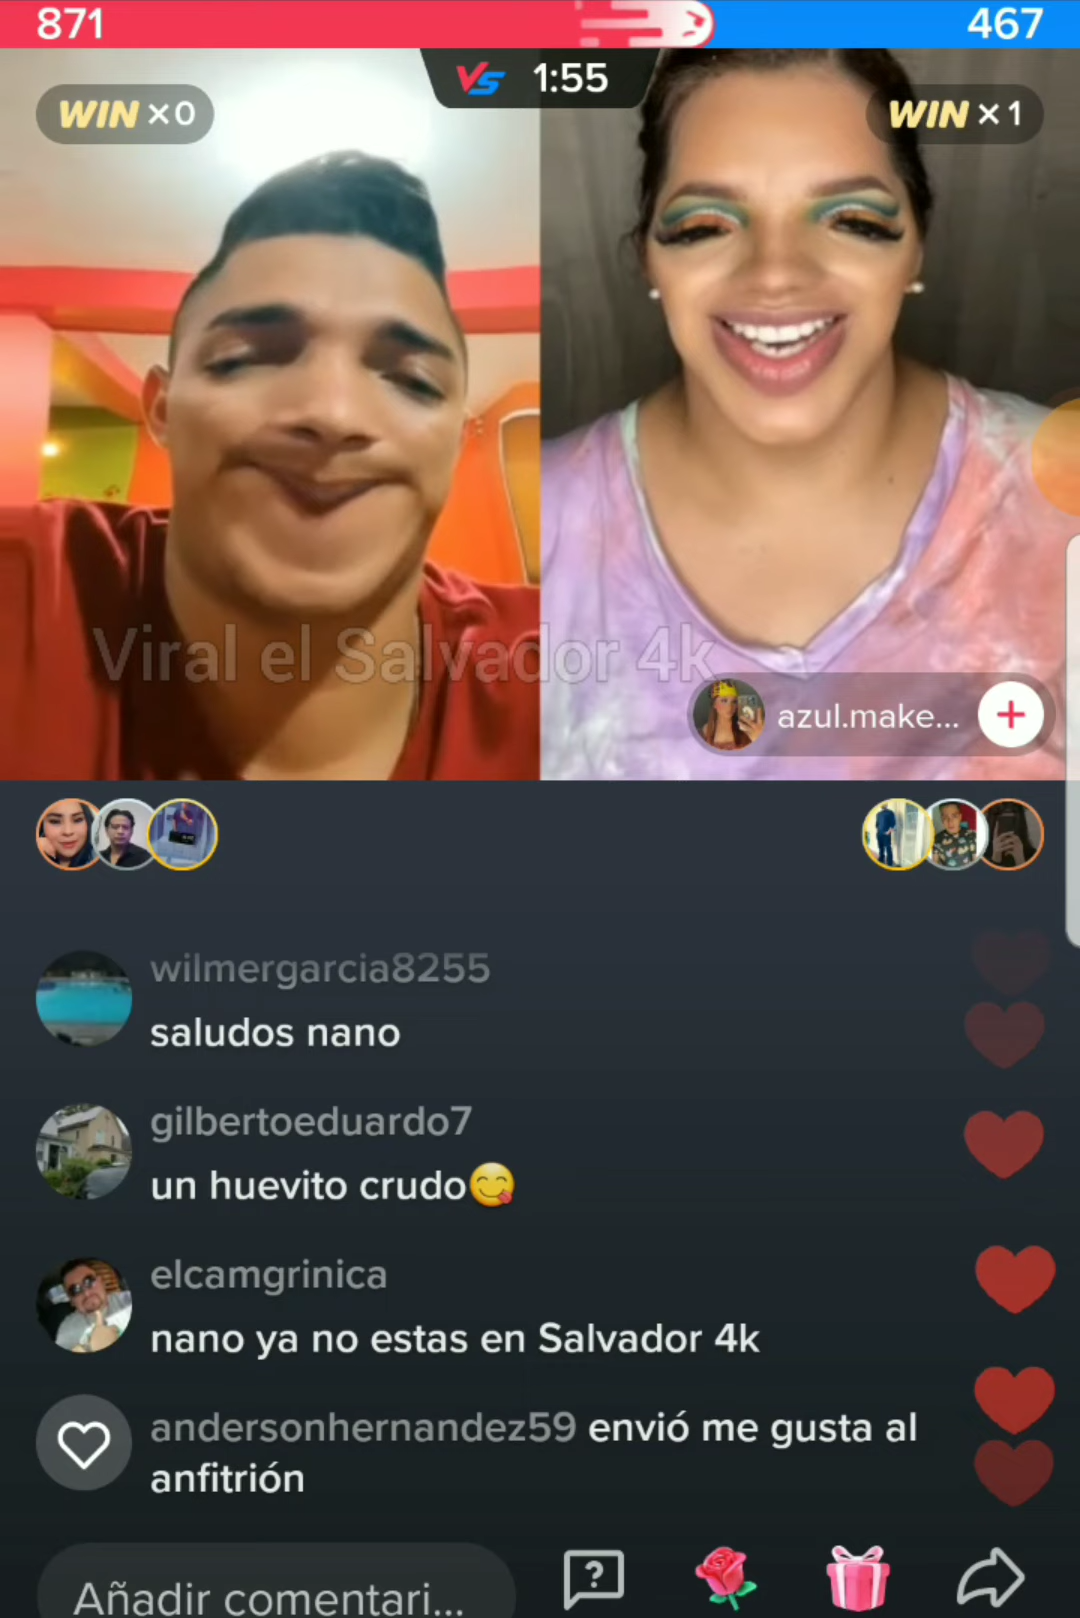 871
467
VS 1:55
WIN ×0
WIN ×1
Viral el Salvador 4k
azul.make...
wilmergarcia8255
saludos nano
gilbertoeduardo7
un huevito crudo😋
elcamgrinica
nano ya no estas en Salvador 4k
andersonhernandez59 envió me gusta al
anfitrión
Añadir comentari...